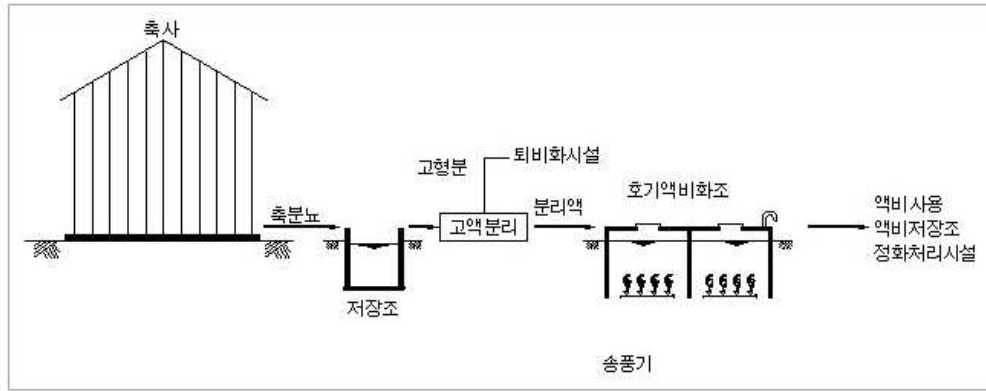 축사
축분뇨
저장조
고형분
퇴비화시설
고액분리
분리액
호기액비화조
송풍기
액비 사용
액비저장조
정화처리시설